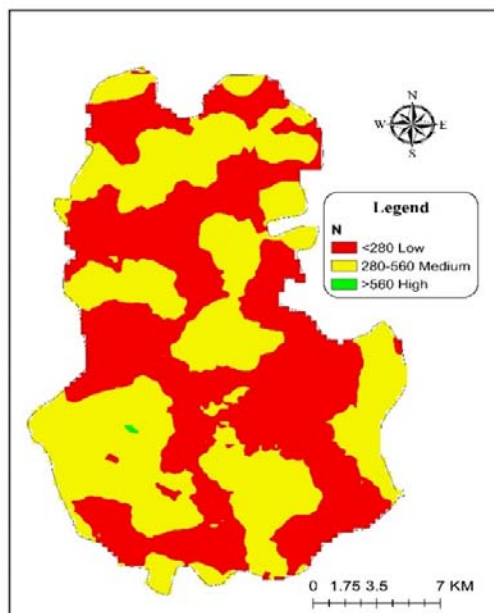 N
W E
S
Legend
N
<280 Low
280-560 Medium
>560 High
0 1.75 3.5 7 KM